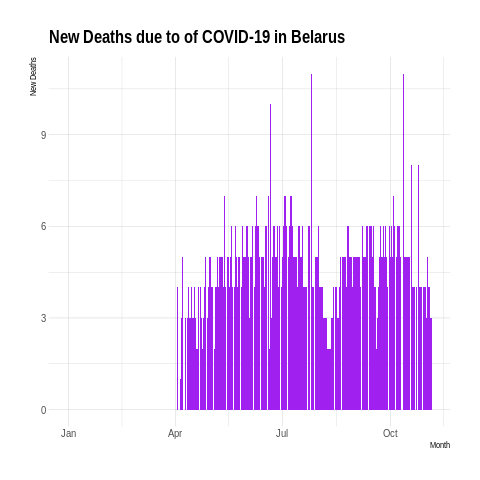 New Deaths due to of COVID-19 in Belarus
New Deaths
9
6
3
0
Jan Apr Jul Oct
Month